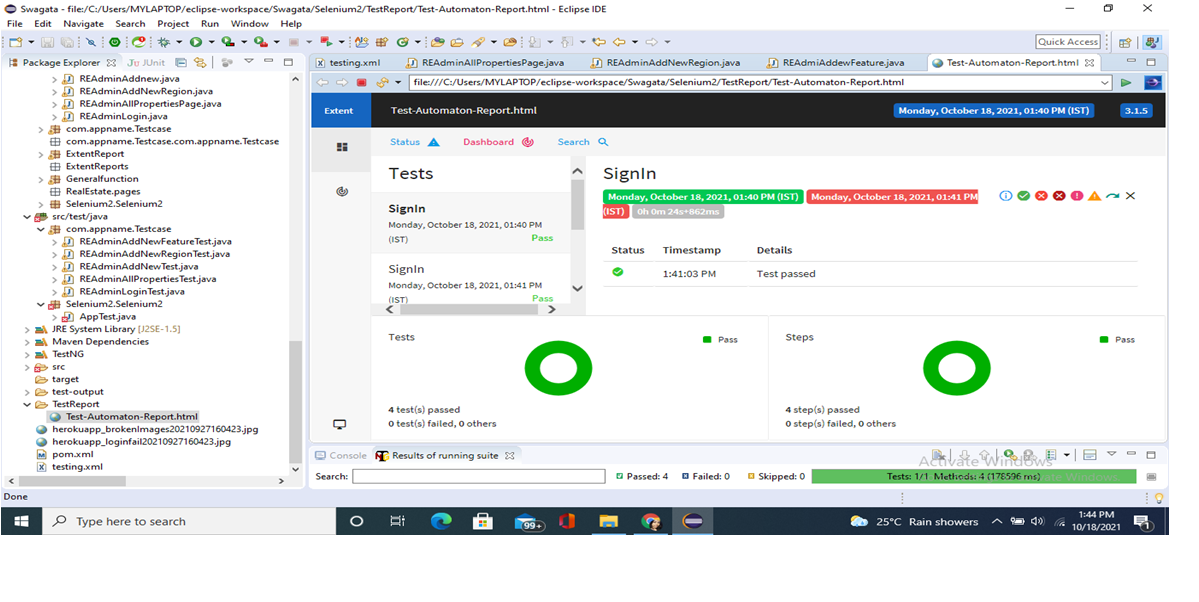 Swagata - file:/C:/Users/MYLAPTOP/eclipse-workspace/Swagata/Selenium2/TestReport/Test-Automaton-Report.html - Eclipse IDE
File Edit Navigate Search Project Run Window Help
Quick Access
Package Explorer JUnit
testing.xml REAdminAllPropertiesPage.java REAdminAddNewRegion.java REAdmiAddewFeature.java Test-Automaton-Report.html
file:///C:/Users/MYLAPTOP/eclipse-workspace/Swagata/Selenium2/TestReport/Test-Automaton-Report.html
REAdminAddnew.java
REAdminAddNewRegion.java
REAdminAllPropertiesPage.java
REAdminLogin.java
com.appname.Testcase
com.appname.Testcase.com.appname.Testcase
ExtentReport
ExtentReports
Generalfunction
RealEstate.pages
Selenium2.Selenium2
src/test/java
com.appname.Testcase
REAdminAddNewFeatureTest.java
REAdminAddNewRegionTest.java
REAdminAddNewTest.java
REAdminAllPropertiesTest.java
REAdminLoginTest.java
Selenium2.Selenium2
AppTest.java
JRE System Library [J2SE-1.5]
Maven Dependencies
TestNG
src
target
test-output
TestReport
Test-Automaton-Report.html
herokuapp_brokenImages20210927160423.jpg
herokuapp_loginfail20210927160423.jpg
pom.xml
testing.xml
Extent Test-Automaton-Report.html Monday, October 18, 2021, 01:40 PM (IST) 3.1.5
Status Dashboard Search
Tests
SignIn
Monday, October 18, 2021, 01:40 PM
(IST) Pass
SignIn
Monday, October 18, 2021, 01:41 PM
(IST) Pass
SignIn
Monday, October 18, 2021, 01:40 PM (IST) Monday, October 18, 2021, 01:41 PM
(IST) 0h 0m 24s+862ms
Status Timestamp Details
1:41:03 PM Test passed
Tests Pass
4 test(s) passed
0 test(s) failed, 0 others
Steps Pass
4 step(s) passed
0 step(s) failed, 0 others
Console Results of running suite
Activate Windows
Search: Passed: 4 Failed: 0 Skipped: 0 Tests: 1/1 Methods: 4 (178596 ms)
Done
Type here to search
99+
25°C Rain showers
1:44 PM
10/18/2021
1